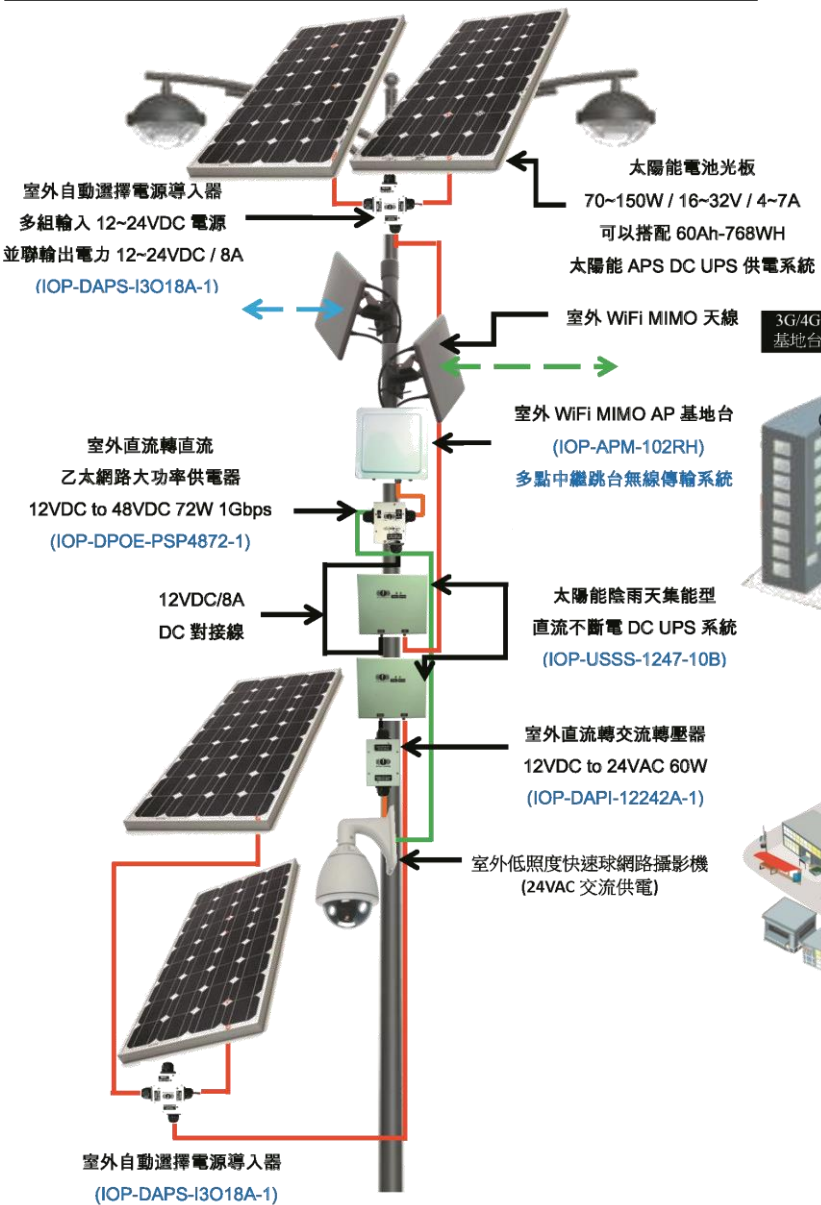 室外自動選擇電源導入器
多組輸入 12~24VDC 電源
並聯輸出電力 12~24VDC / 8A
(IOP-DAPS-I3O18A-1)
太陽能電池光板
70~150W / 16~32V / 4~7A
可以搭配 60Ah-768WH
太陽能 APS DC UPS 供電系統
室外 WiFi MIMO 天線
3G/4G
基地台
室外 WiFi MIMO AP 基地台
(IOP-APM-102RH)
多點中繼跳台無線傳輸系統
室外直流轉直流
乙太網路大功率供電器
12VDC to 48VDC 72W 1Gbps
(IOP-DPOE-PSP4872-1)
12VDC/8A
DC 對接線
太陽能陰雨天集能型
直流不斷電 DC UPS 系統
(IOP-USSS-1247-10B)
室外直流轉交流轉壓器
12VDC to 24VAC 60W
(IOP-DAPI-12242A-1)
室外低照度快速球網路攝影機
(24VAC 交流供電)
室外自動選擇電源導入器
(IOP-DAPS-I3O18A-1)